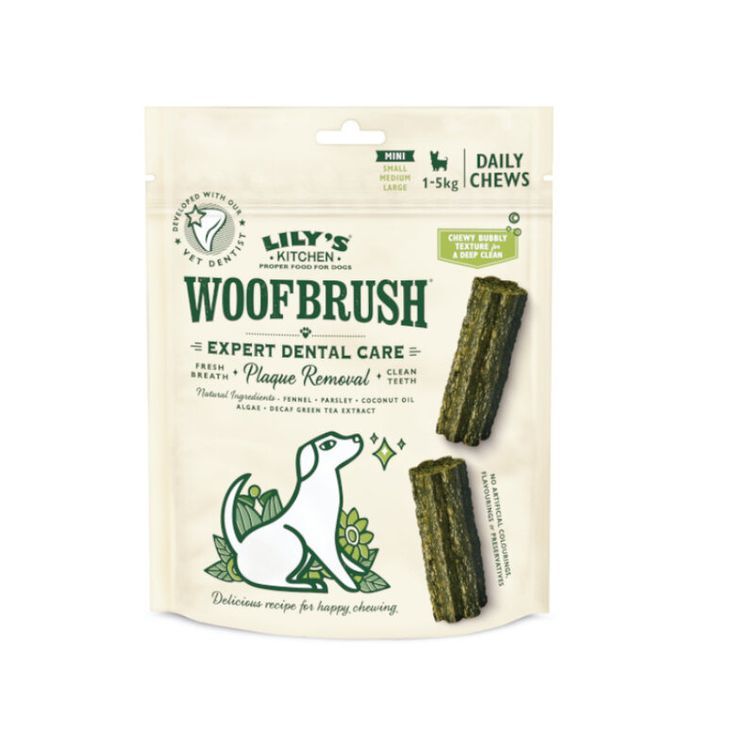 MINI
SMALL
MEDIUM
LARGE
1-5kg
DAILY
CHEWS
DEVELOPED WITH OUR
VET DENTIST
LILY'S
• KITCHEN •
PROPER FOOD FOR DOGS
CHEWY BUBBLY
TEXTURE for
A DEEP CLEAN
WOOFBRUSH®
EXPERT DENTAL CARE
FRESH
BREATH
Plaque Removal
CLEAN
TEETH
Natural Ingredients - FENNEL • PARSLEY • COCONUT OIL
ALGAE • DECAF GREEN TEA EXTRACT
NO ARTIFICIAL COLOURINGS,
FLAVOURINGS or PRESERVATIVES
Delicious recipe for happy chewing.